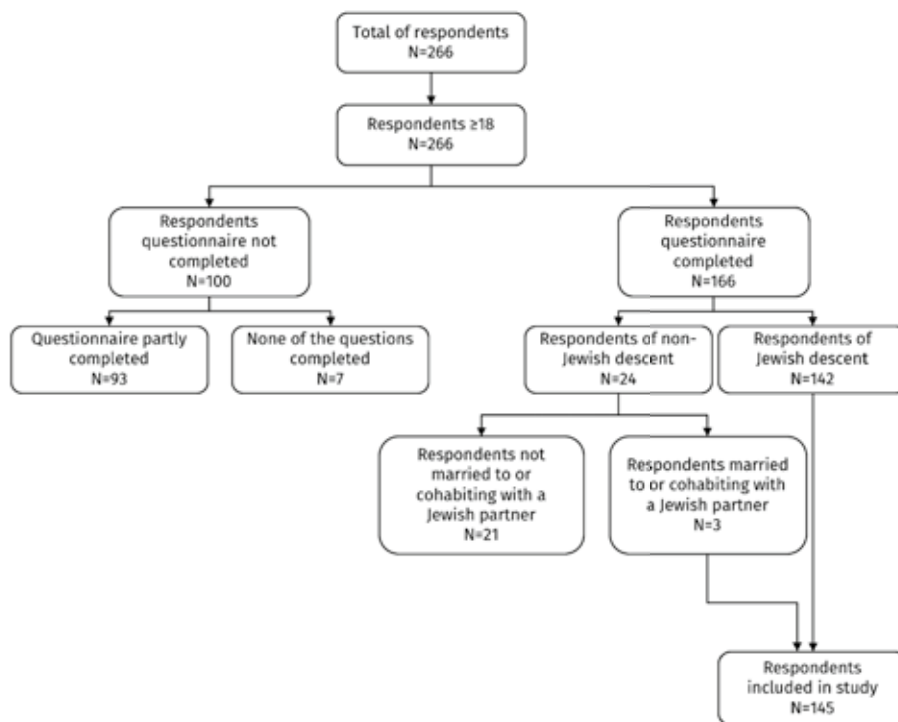 Total of respondents
N=266
Respondents ≥18
N=266
Respondents
questionnaire not
completed
N=100
Respondents
questionnaire
completed
N=166
Questionnaire partly
completed
N=93
None of the questions
completed
N=7
Respondents of non-
Jewish descent
N=24
Respondents of
Jewish descent
N=142
Respondents not
married to or
cohabiting with a
Jewish partner
N=21
Respondents married
to or cohabiting with
a Jewish partner
N=3
Respondents
included in study
N=145